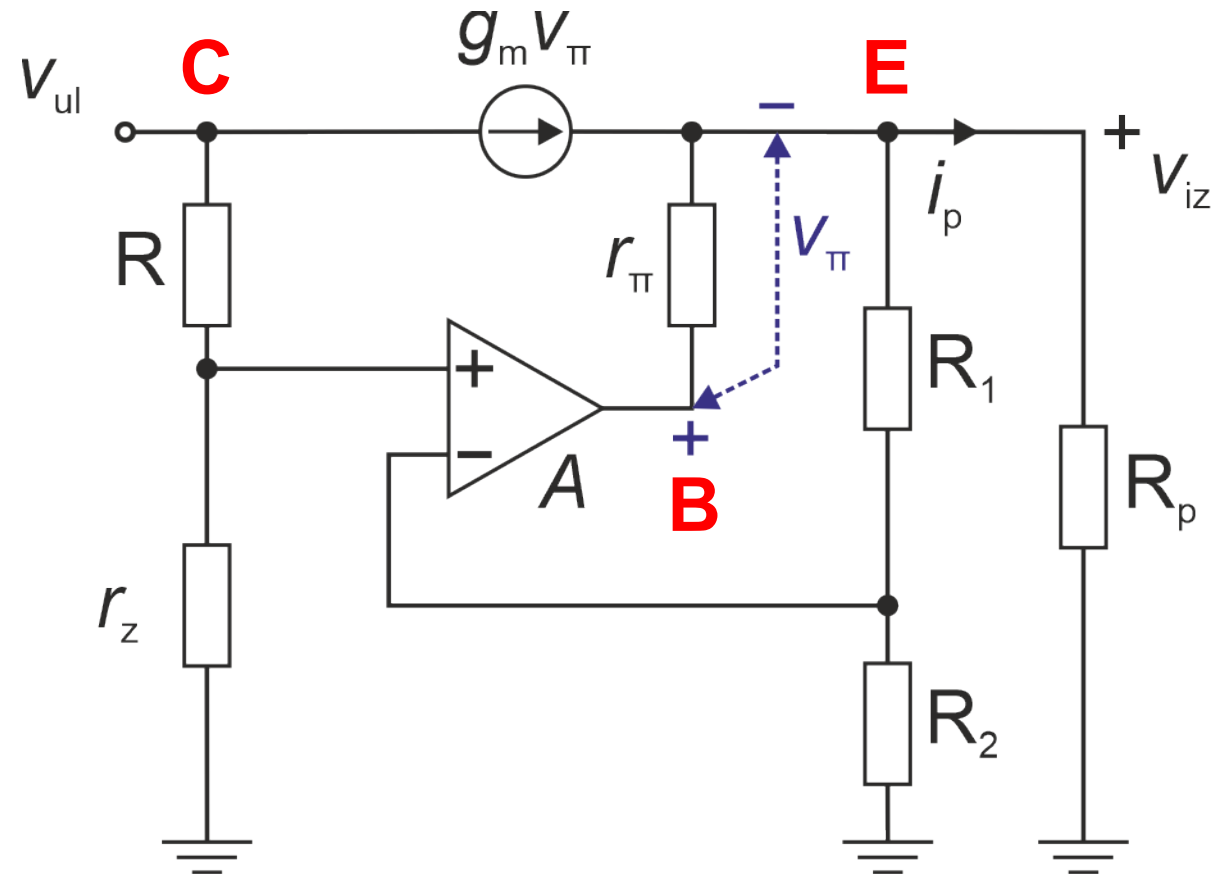 g_m v_π
v_ul
C
E
−
+
v_iz
i_p
R
r_π
v_π
R_1
+
−
A
+
B
R_p
r_z
R_2